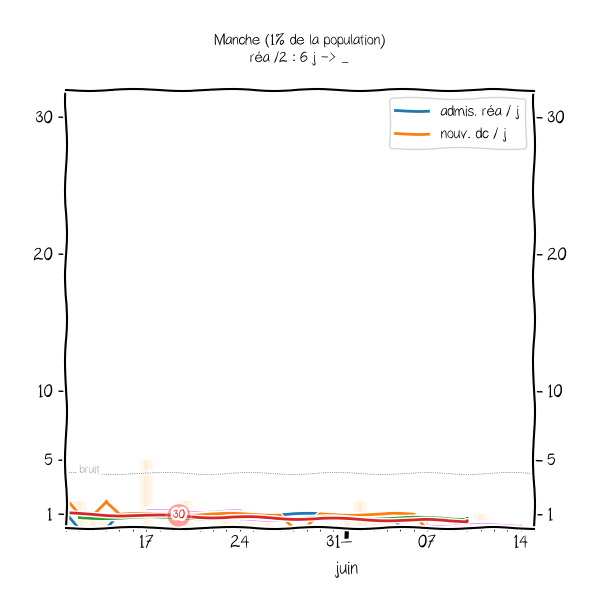 Manche (1% de la population)
réa /2 : 6 j -> _
admis. réa / j
nouv. dc / j
30 30
20 20
10 10
5 5
bruit
1 30 1
17 24 31 07 14
juin